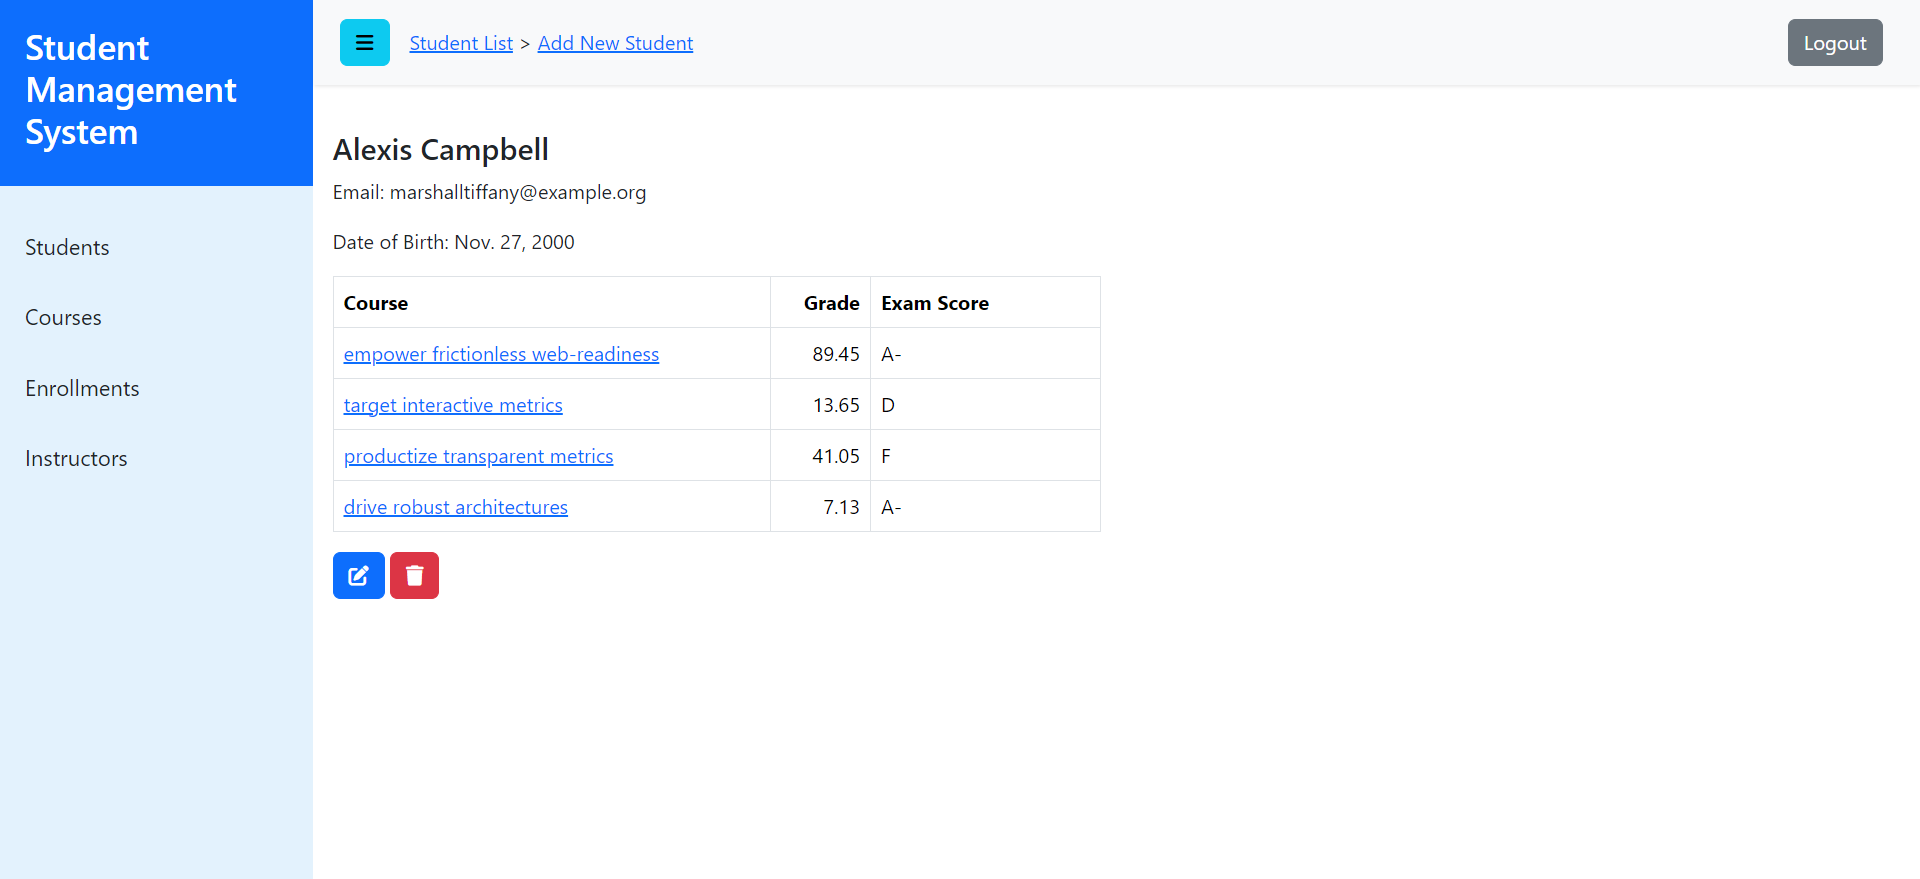 Student
Management
System
Student List > Add New Student
Logout
Students
Courses
Enrollments
Instructors
Alexis Campbell
Email: marshalltiffany@example.org
Date of Birth: Nov. 27, 2000
Course Grade Exam Score
empower frictionless web-readiness 89.45 A-
target interactive metrics 13.65 D
productize transparent metrics 41.05 F
drive robust architectures 7.13 A-